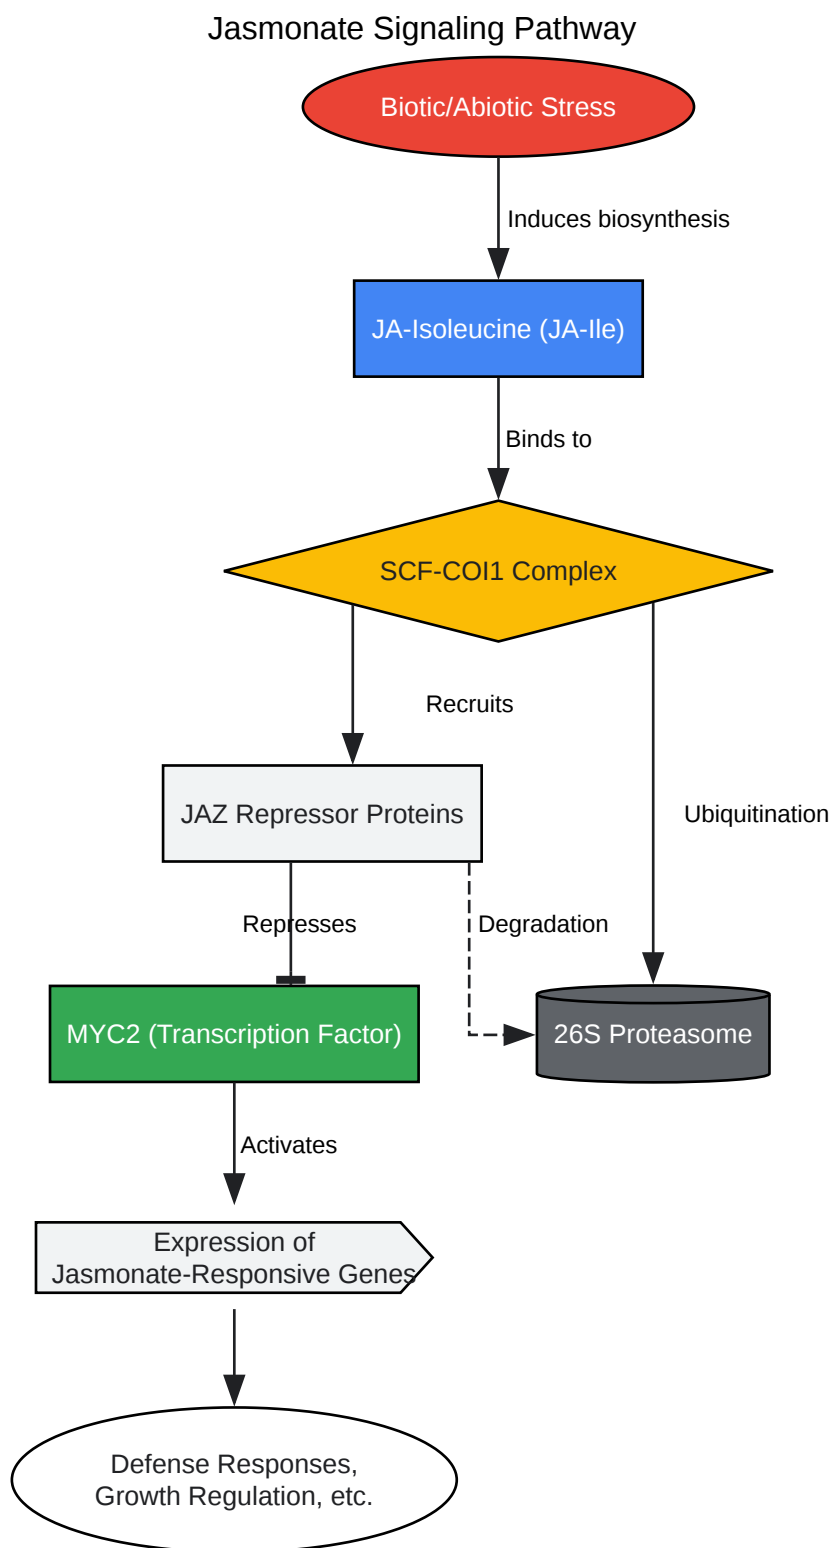 Jasmonate Signaling Pathway
Biotic/Abiotic Stress
Induces biosynthesis
JA-Isoleucine (JA-Ile)
Binds to
SCF-COI1 Complex
Recruits
JAZ Repressor Proteins
Ubiquitination
Represses
Degradation
MYC2 (Transcription Factor)
26S Proteasome
Activates
Expression of
Jasmonate-Responsive Genes
Defense Responses,
Growth Regulation, etc.